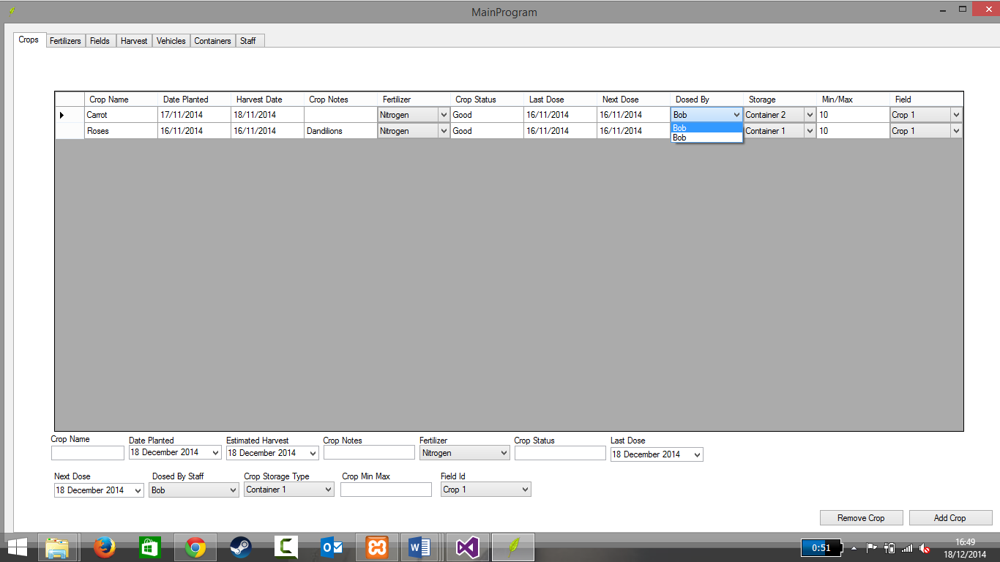 MainProgram
Crops Fertilizers Fields Harvest Vehicles Containers Staff
Crop Name Date Planted Harvest Date Crop Notes Fertilizer Crop Status Last Dose Next Dose Dosed By Storage Min/Max Field
Carrot 17/11/2014 18/11/2014 Nitrogen Good 16/11/2014 16/11/2014 Bob Container 2 10 Crop 1
Roses 16/11/2014 16/11/2014 Dandilions Nitrogen Good 16/11/2014 16/11/2014 Bob Container 1 10 Crop 1
Bob
Crop Name Date Planted Estimated Harvest Crop Notes Fertilizer Crop Status Last Dose
18 December 2014 18 December 2014 Nitrogen 18 December 2014
Next Dose Dosed By Staff Crop Storage Type Crop Min Max Field Id
18 December 2014 Bob Container 1 Crop 1
Remove Crop Add Crop
0:51 16:49
18/12/2014